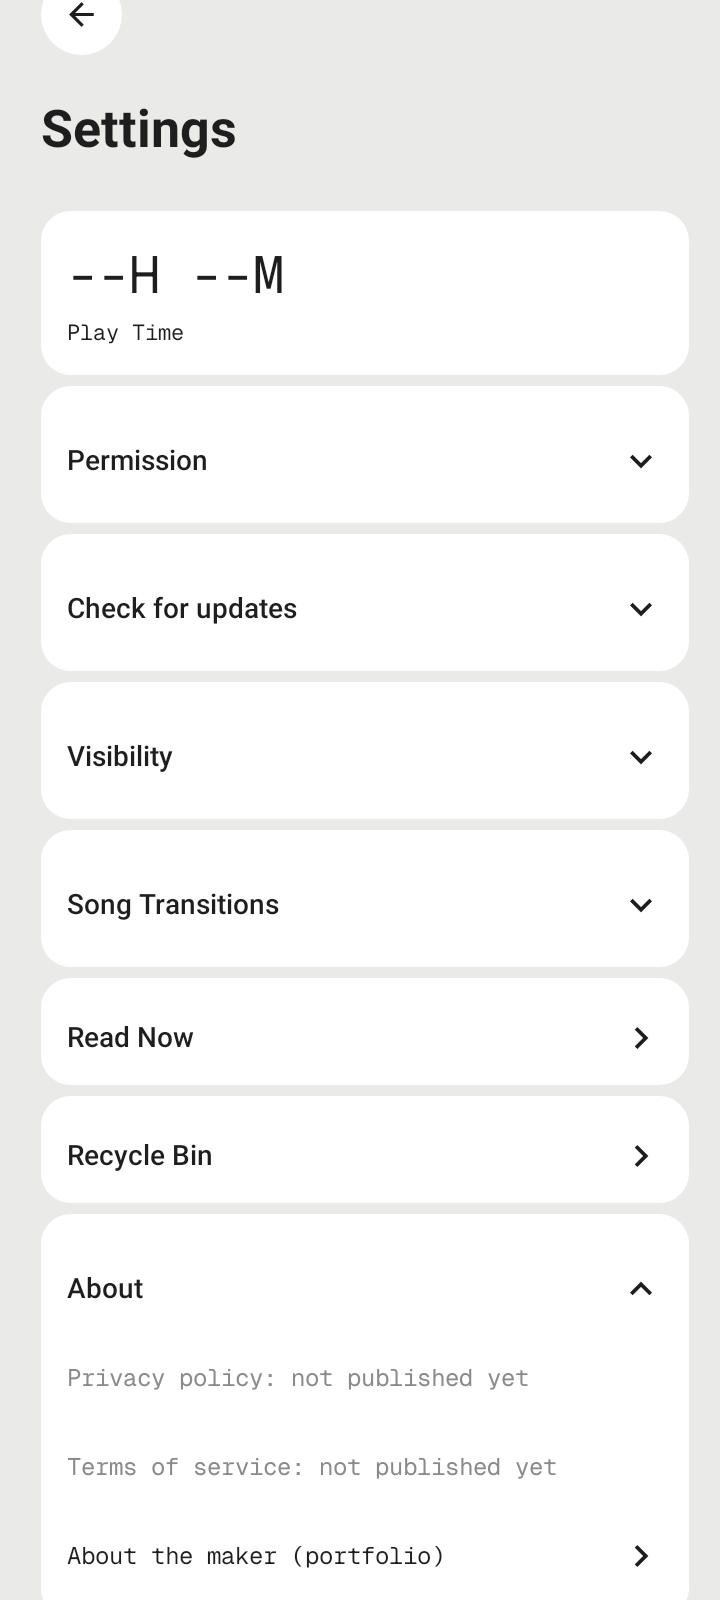 Settings
--H --M
Play Time
Permission
Check for updates
Visibility
Song Transitions
Read Now
Recycle Bin
About
Privacy policy: not published yet
Terms of service: not published yet
About the maker (portfolio)